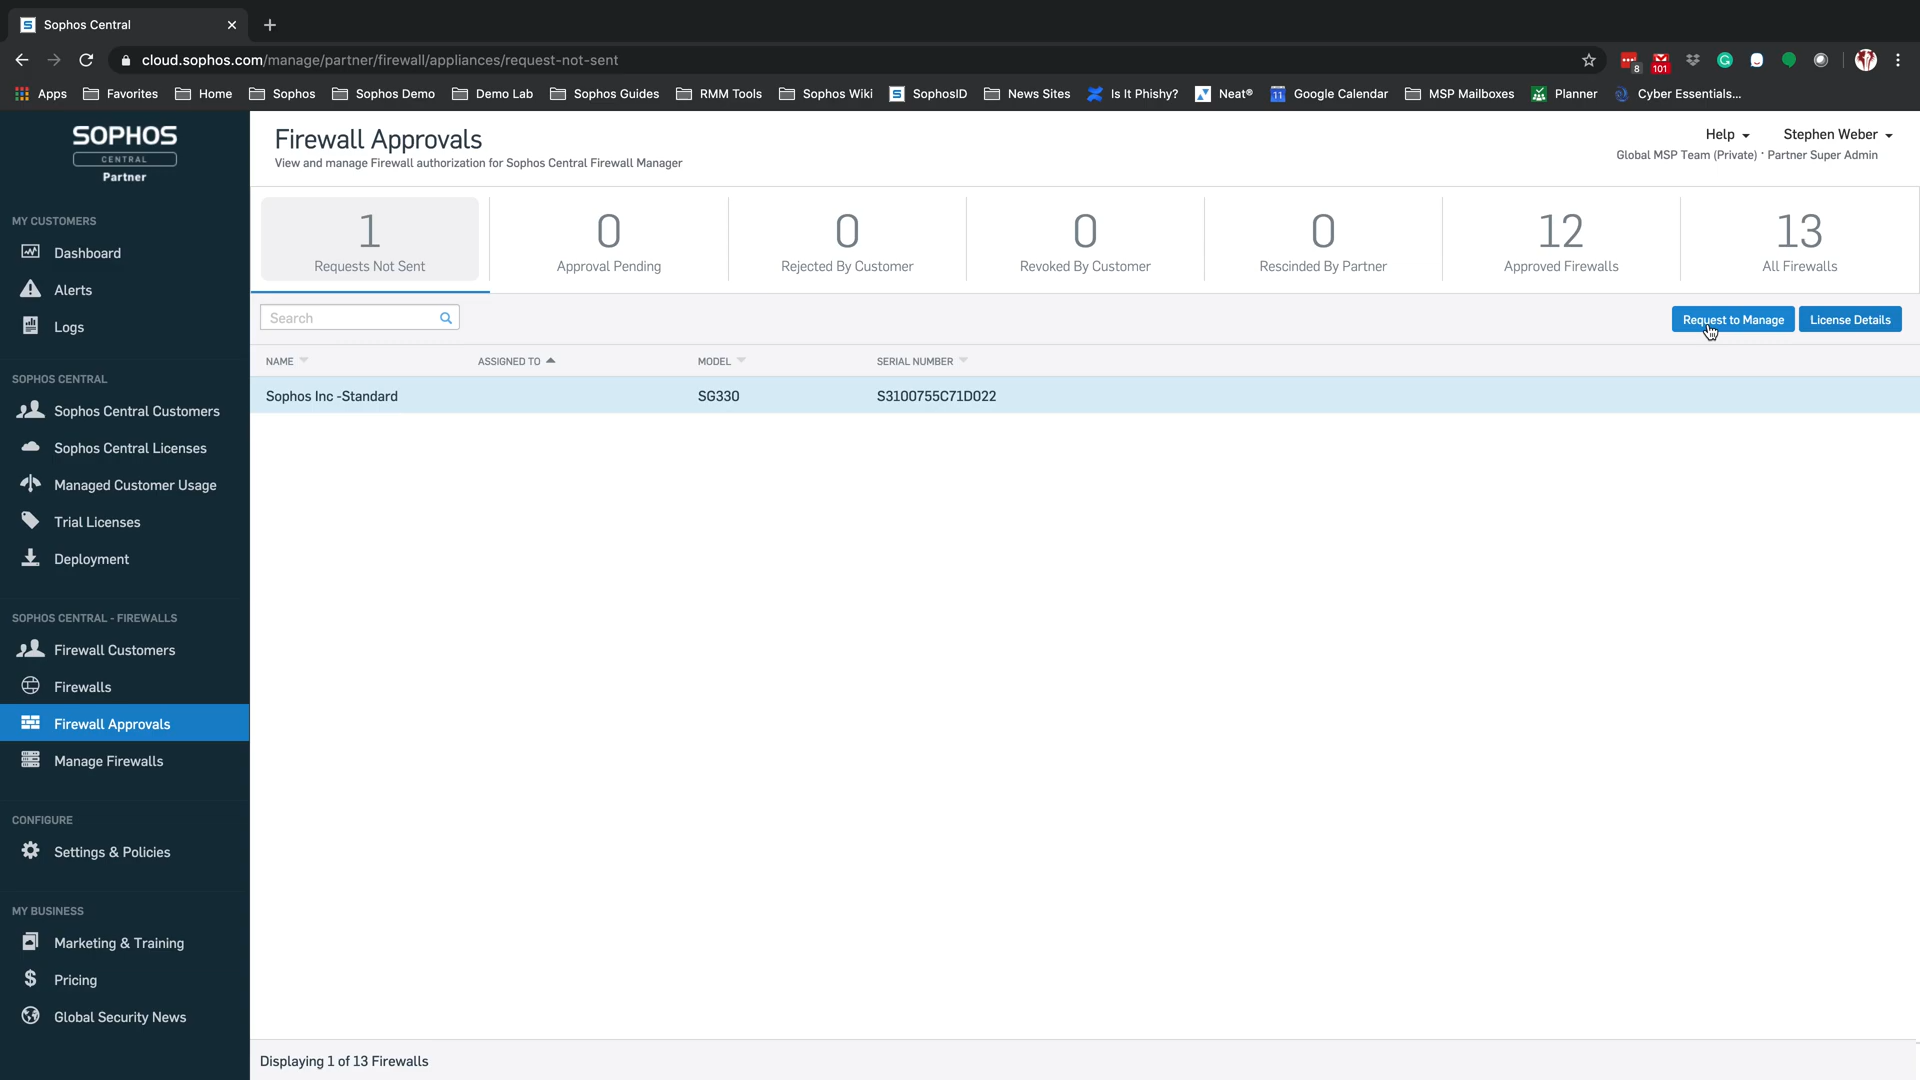 Sophos Central
cloud.sophos.com/manage/partner/firewall/appliances/request-not-sent
8
101
Apps
Favorites
Home
Sophos
Sophos Demo
Demo Lab
Sophos Guides
RMM Tools
Sophos Wiki
SophosID
News Sites
Is It Phishy?
Neat®
11
Google Calendar
MSP Mailboxes
Planner
Cyber Essentials...
SOPHOS
CENTRAL
Partner
MY CUSTOMERS
Dashboard
Alerts
Logs
SOPHOS CENTRAL
Sophos Central Customers
Sophos Central Licenses
Managed Customer Usage
Trial Licenses
Deployment
SOPHOS CENTRAL - FIREWALLS
Firewall Customers
Firewalls
Firewall Approvals
Manage Firewalls
CONFIGURE
Settings & Policies
MY BUSINESS
Marketing & Training
Pricing
Global Security News
Firewall Approvals
View and manage Firewall authorization for Sophos Central Firewall Manager
Help
Stephen Weber
Global MSP Team (Private) · Partner Super Admin
1
Requests Not Sent
0
Approval Pending
0
Rejected By Customer
0
Revoked By Customer
0
Rescinded By Partner
12
Approved Firewalls
13
All Firewalls
Search
Request to Manage
License Details
NAME
ASSIGNED TO
MODEL
SERIAL NUMBER
Sophos Inc -Standard
SG330
S3100755C71D022
Displaying 1 of 13 Firewalls